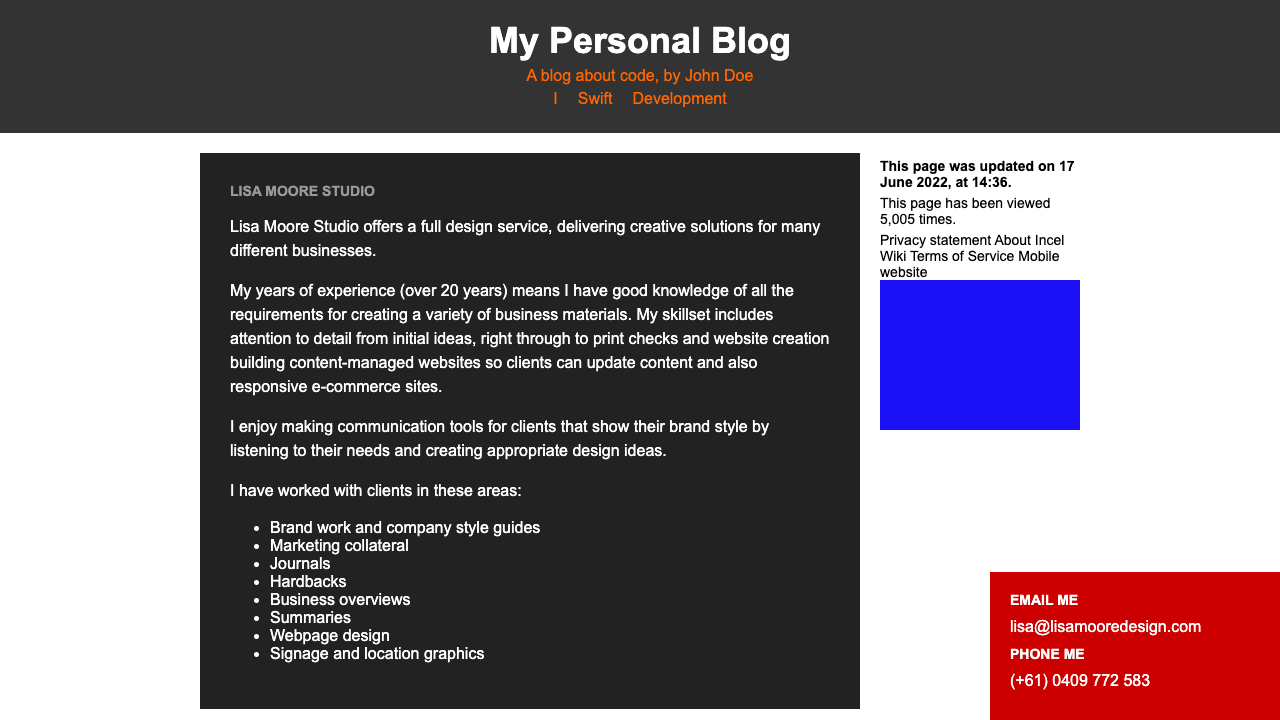 My Personal Blog
A blog about code, by John Doe
I Swift Development
LISA MOORE STUDIO
Lisa Moore Studio offers a full design service, delivering creative solutions for many
different businesses.
My years of experience (over 20 years) means I have good knowledge of all the
requirements for creating a variety of business materials. My skillset includes
attention to detail from initial ideas, right through to print checks and website creation
building content-managed websites so clients can update content and also
responsive e-commerce sites.
I enjoy making communication tools for clients that show their brand style by
listening to their needs and creating appropriate design ideas.
I have worked with clients in these areas:
• Brand work and company style guides
• Marketing collateral
• Journals
• Hardbacks
• Business overviews
• Summaries
• Webpage design
• Signage and location graphics
This page was updated on 17
June 2022, at 14:36.
This page has been viewed
5,005 times.
Privacy statement About Incel
Wiki Terms of Service Mobile
website
EMAIL ME
lisa@lisamooredesign.com
PHONE ME
(+61) 0409 772 583